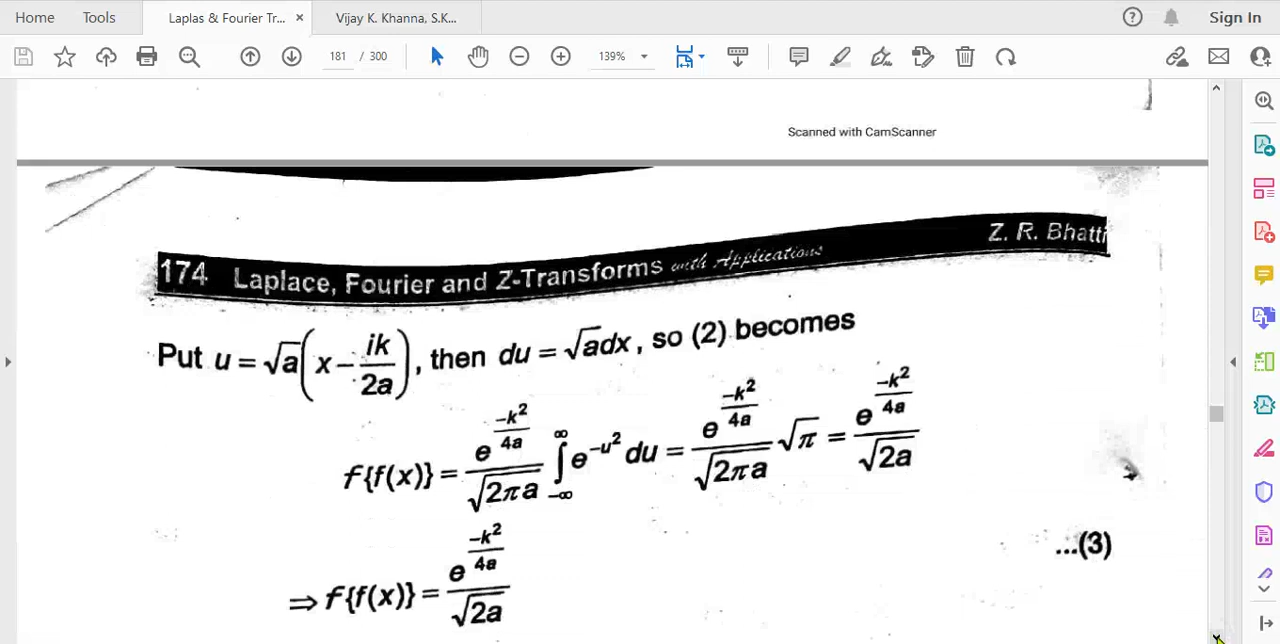 Home Tools Laplas & Fourier Tr... × Vijay K. Khanna, S.K... Sign In
181 / 300 139%
Scanned with CamScanner
174 Laplace, Fourier and Z-Transforms with Applications Z. R. Bhatti
Put u = √a(x − ik/2a), then du = √a dx, so (2) becomes
f{f(x)} = e^(−k²/4a)/√(2πa) ∫_{−∞}^{∞} e^(−u²) du = e^(−k²/4a)/√(2πa) √π = e^(−k²/4a)/√(2a)
⇒ f{f(x)} = e^(−k²/4a)/√(2a) ...(3)